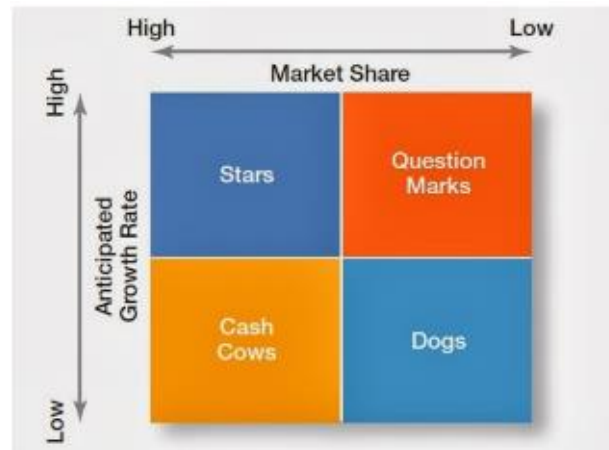 High
Low
Market Share
High
Anticipated
Growth Rate
Low
Stars
Question
Marks
Cash
Cows
Dogs